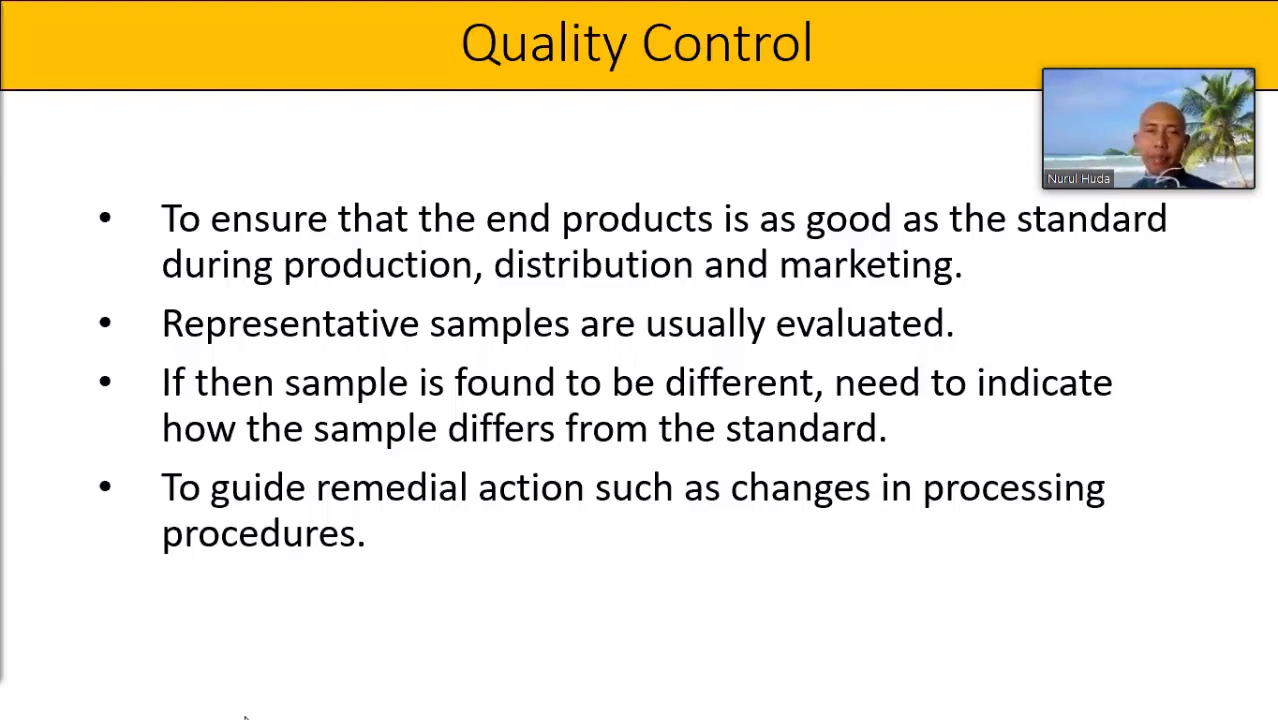 Quality Control
Nurul Huda
• To ensure that the end products is as good as the standard
during production, distribution and marketing.
• Representative samples are usually evaluated.
• If then sample is found to be different, need to indicate
how the sample differs from the standard.
• To guide remedial action such as changes in processing
procedures.